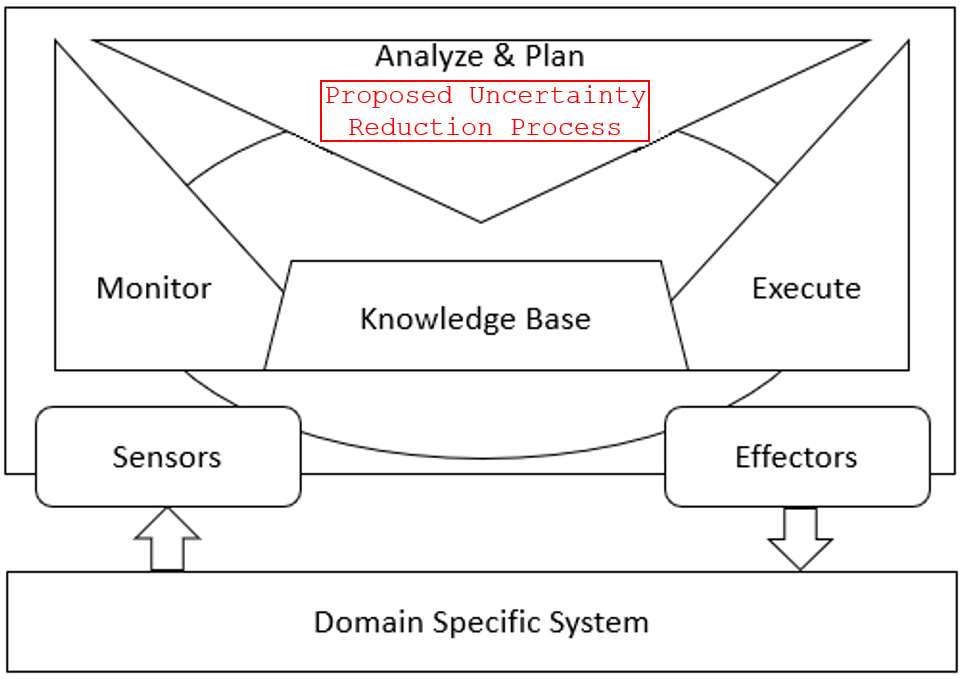 Analyze & Plan
Proposed Uncertainty
Reduction Process
Monitor
Execute
Knowledge Base
Sensors
Effectors
Domain Specific System